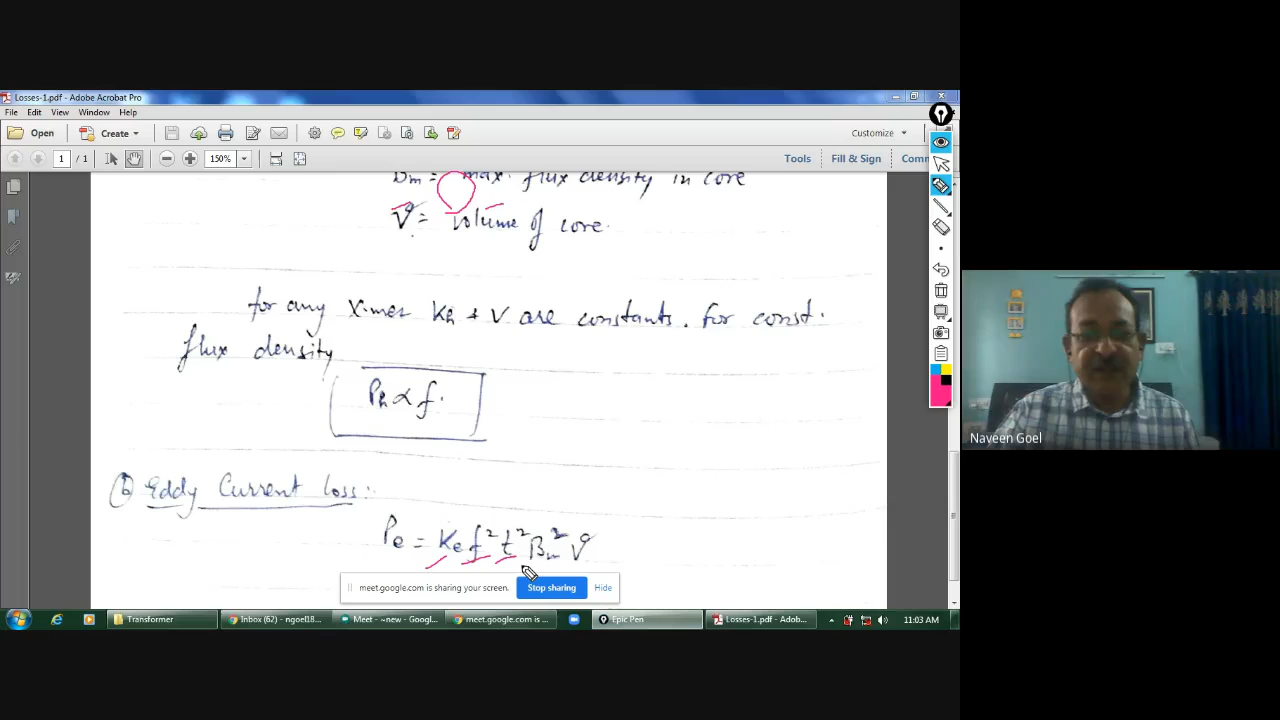 Losses-1.pdf - Adobe Acrobat Pro
File Edit View Window Help
Open Create Customize
1 / 1 150% Tools Fill & Sign Comm
Bm = max. flux density in core
V = volume of core.
for any X-mer Kh + V are constants. for const.
flux density
Ph ∝ f.
(b) Eddy Current Loss:
Pe = Ke f² t² Bm² V
meet.google.com is sharing your screen. Stop sharing Hide
Transformer Inbox (62) - ngoel18... Meet - ~new - Googl... meet.google.com is ... Epic Pen Losses-1.pdf - Adob... 11:03 AM
Naveen Goel